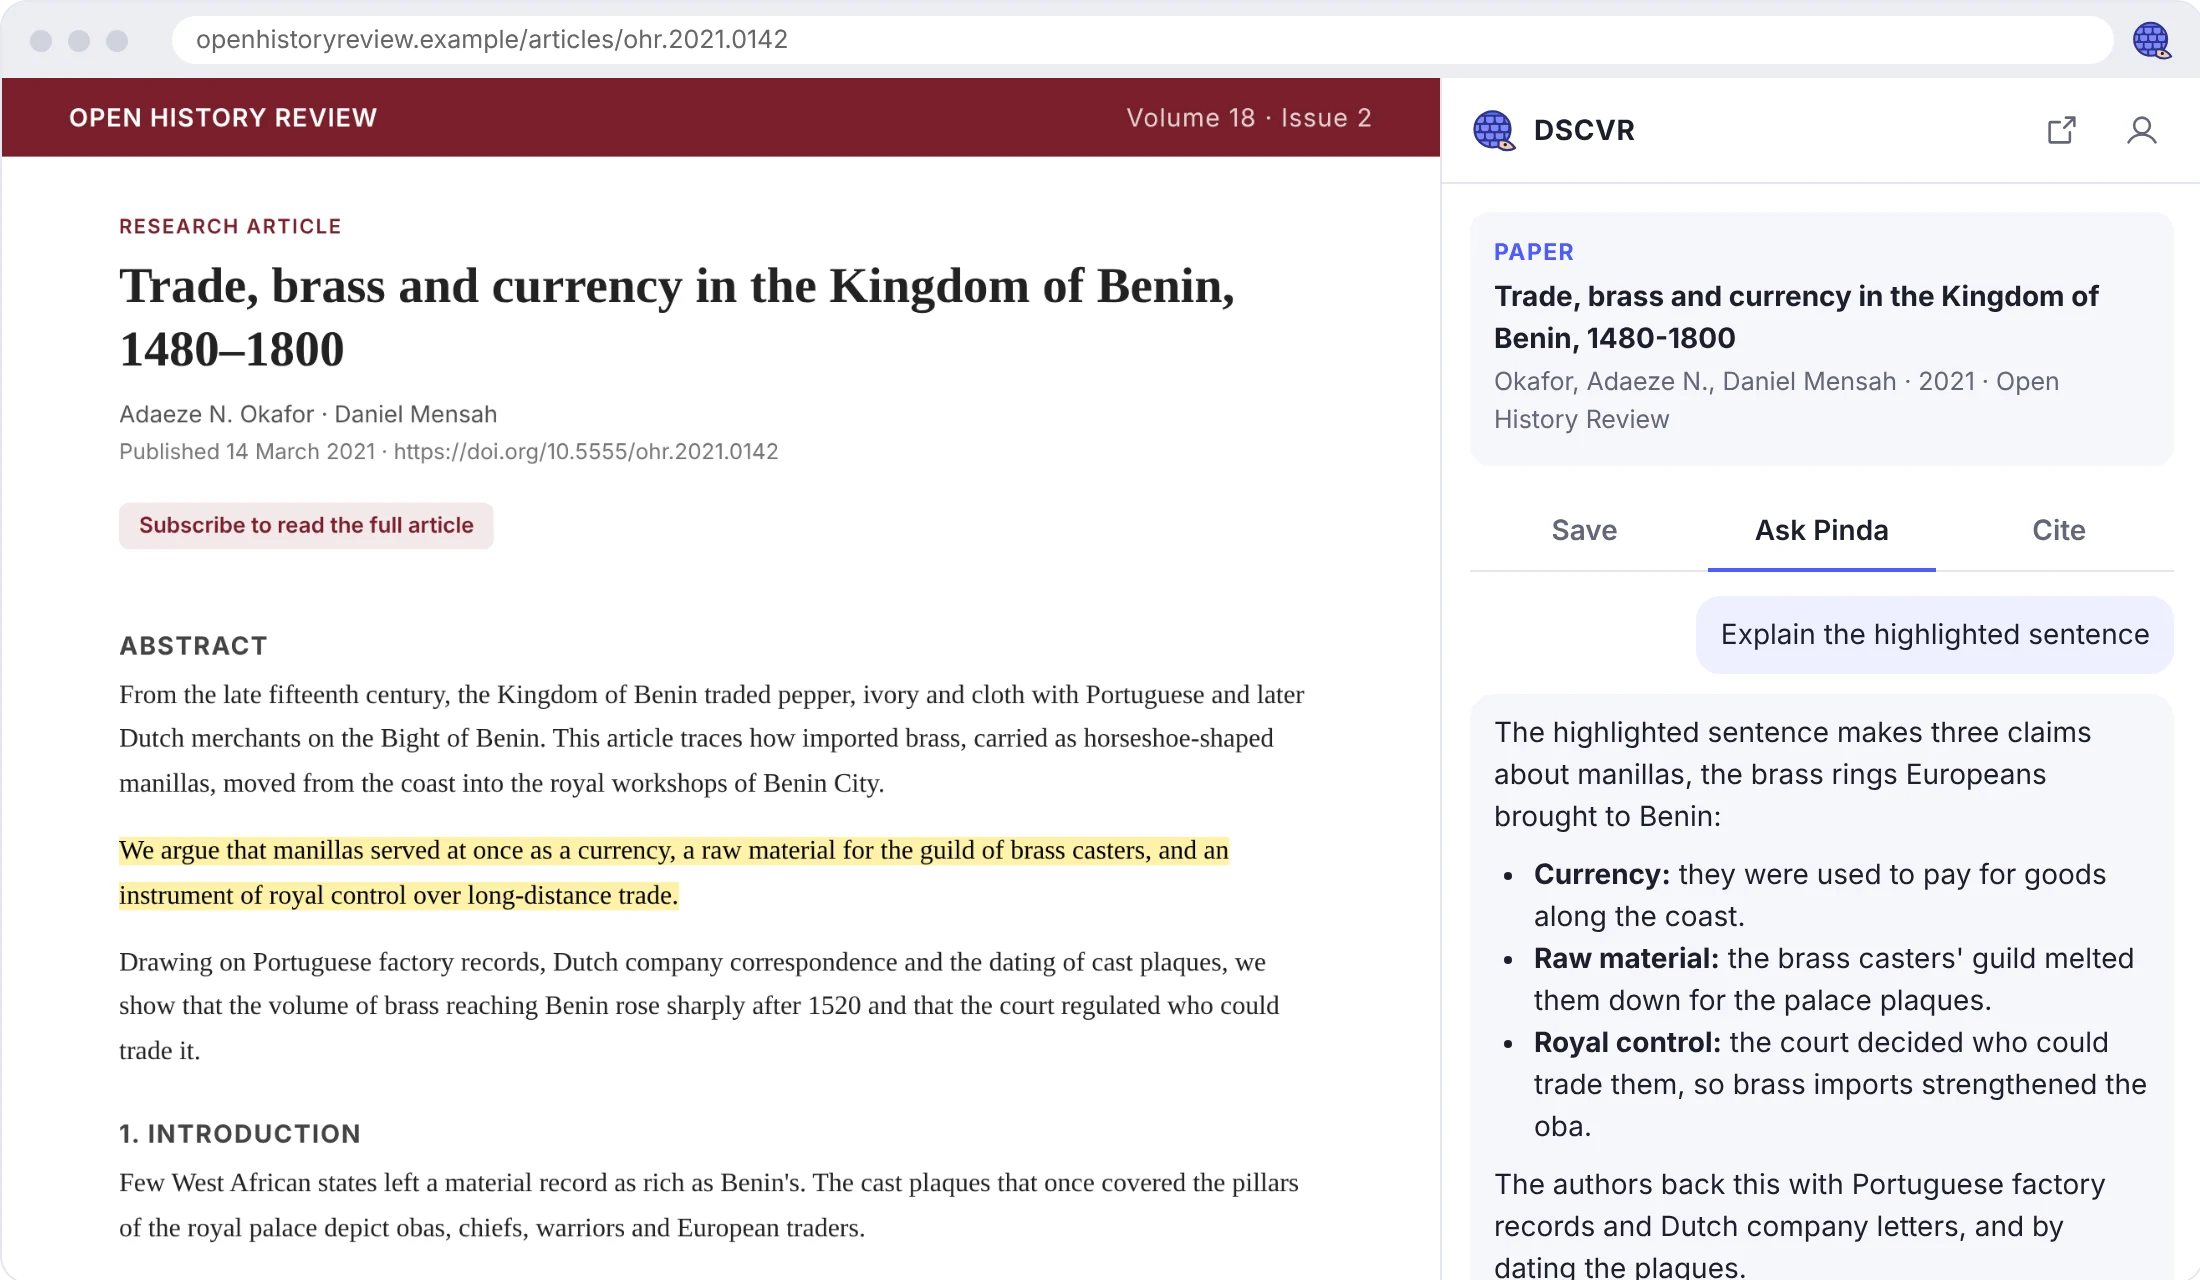 openhistoryreview.example/articles/ohr.2021.0142
OPEN HISTORY REVIEW
Volume 18 · Issue 2
RESEARCH ARTICLE
Trade, brass and currency in the Kingdom of Benin,
1480–1800
Adaeze N. Okafor · Daniel Mensah
Published 14 March 2021 · https://doi.org/10.5555/ohr.2021.0142
Subscribe to read the full article
ABSTRACT
From the late fifteenth century, the Kingdom of Benin traded pepper, ivory and cloth with Portuguese and later
Dutch merchants on the Bight of Benin. This article traces how imported brass, carried as horseshoe-shaped
manillas, moved from the coast into the royal workshops of Benin City.
We argue that manillas served at once as a currency, a raw material for the guild of brass casters, and an
instrument of royal control over long-distance trade.
Drawing on Portuguese factory records, Dutch company correspondence and the dating of cast plaques, we
show that the volume of brass reaching Benin rose sharply after 1520 and that the court regulated who could
trade it.
1. INTRODUCTION
Few West African states left a material record as rich as Benin's. The cast plaques that once covered the pillars
of the royal palace depict obas, chiefs, warriors and European traders.
DSCVR
PAPER
Trade, brass and currency in the Kingdom of
Benin, 1480-1800
Okafor, Adaeze N., Daniel Mensah · 2021 · Open
History Review
Save
Ask Pinda
Cite
Explain the highlighted sentence
The highlighted sentence makes three claims
about manillas, the brass rings Europeans
brought to Benin:
• Currency: they were used to pay for goods
along the coast.
• Raw material: the brass casters' guild melted
them down for the palace plaques.
• Royal control: the court decided who could
trade them, so brass imports strengthened the
oba.
The authors back this with Portuguese factory
records and Dutch company letters, and by
dating the plaques.